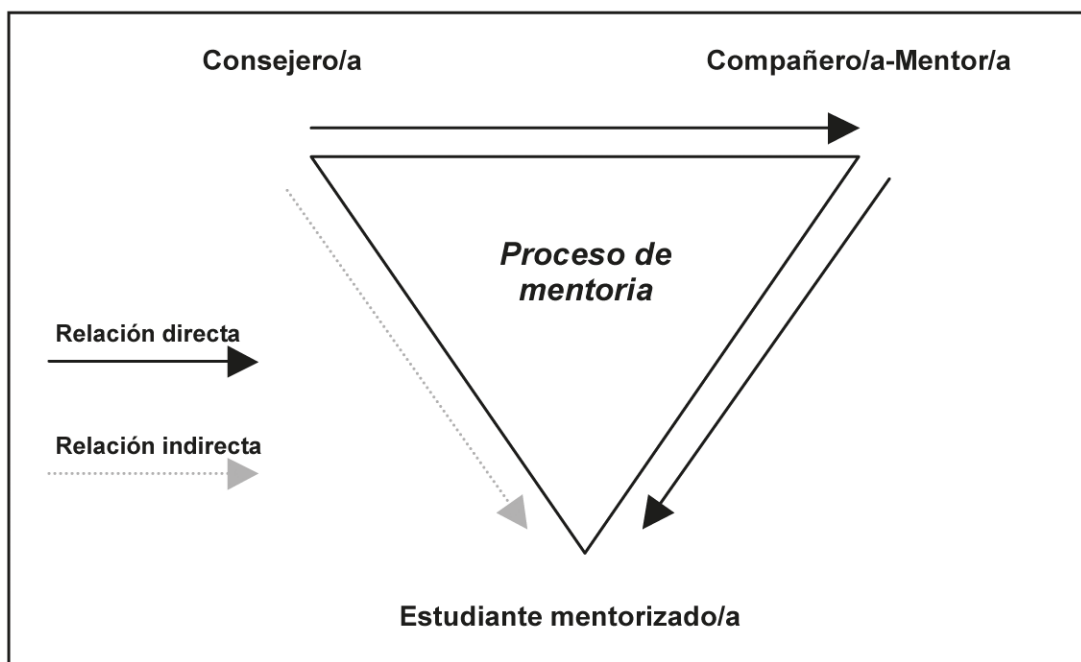 Consejero/a
Compañero/a-Mentor/a
Proceso de
mentoria
Relación directa
Relación indirecta
Estudiante mentorizado/a